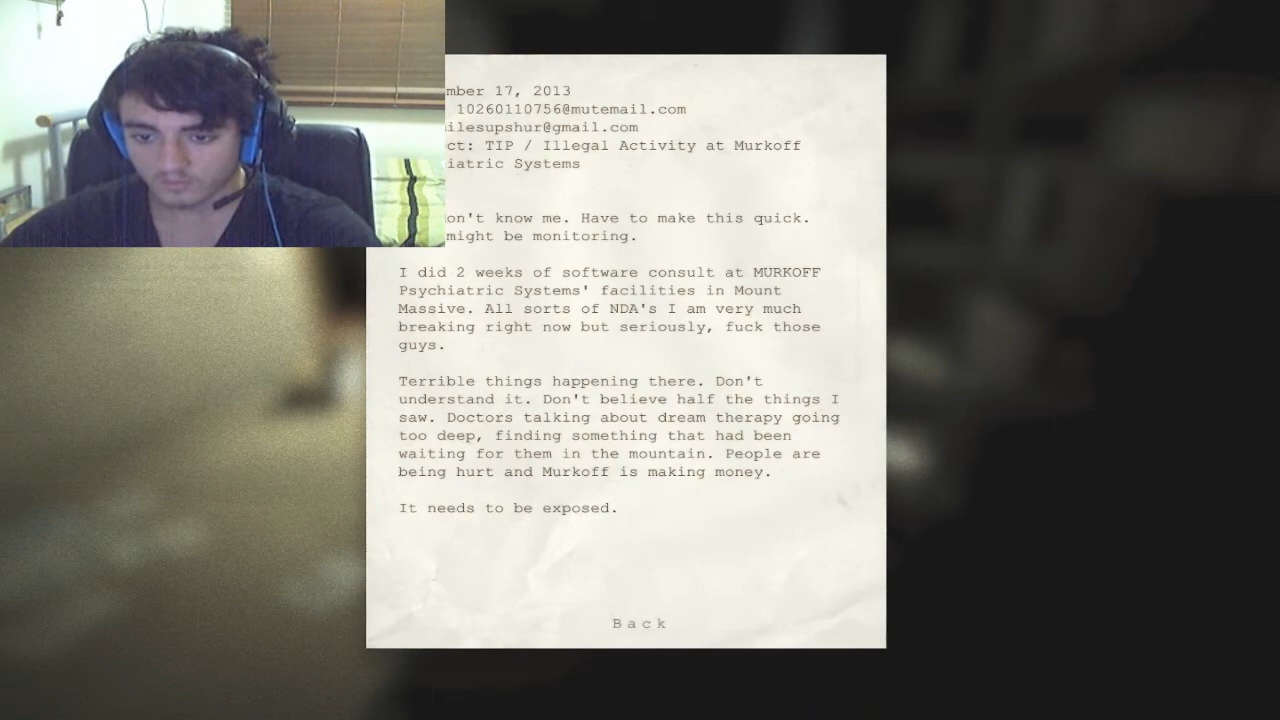 mber 17, 2013
10260110756@mutemail.com
ilesupshur@gmail.com
ct: TIP / Illegal Activity at Murkoff
iatric Systems
on't know me. Have to make this quick.
might be monitoring.
I did 2 weeks of software consult at MURKOFF
Psychiatric Systems' facilities in Mount
Massive. All sorts of NDA's I am very much
breaking right now but seriously, fuck those
guys.
Terrible things happening there. Don't
understand it. Don't believe half the things I
saw. Doctors talking about dream therapy going
too deep, finding something that had been
waiting for them in the mountain. People are
being hurt and Murkoff is making money.
It needs to be exposed.
Back